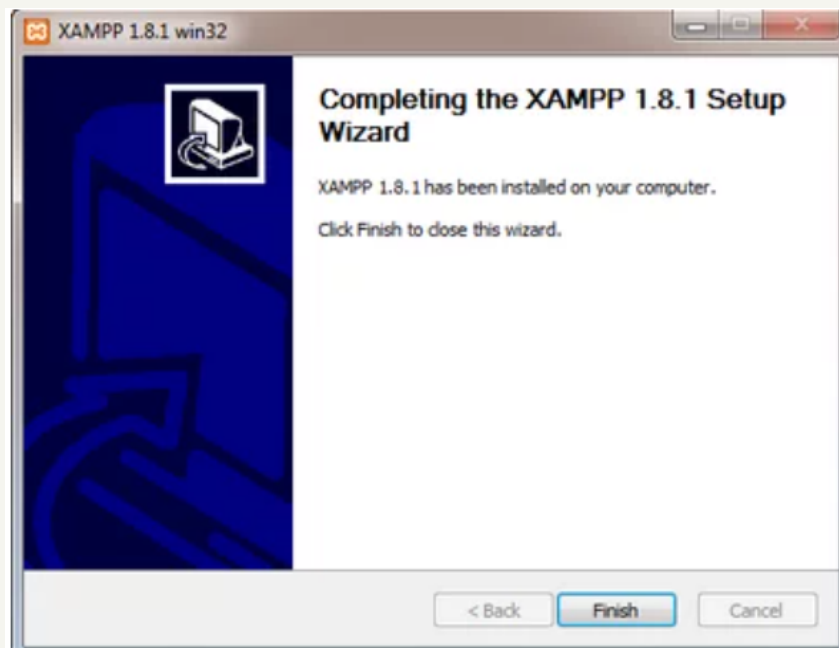 XAMPP 1.8.1 win32
Completing the XAMPP 1.8.1 Setup
Wizard
XAMPP 1.8.1 has been installed on your computer.
Click Finish to close this wizard.
< Back
Finish
Cancel